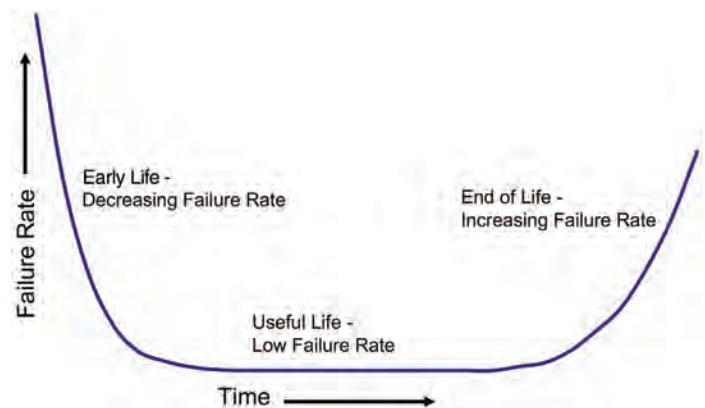 Failure Rate
Early Life -
Decreasing Failure Rate
End of Life -
Increasing Failure Rate
Useful Life -
Low Failure Rate
Time